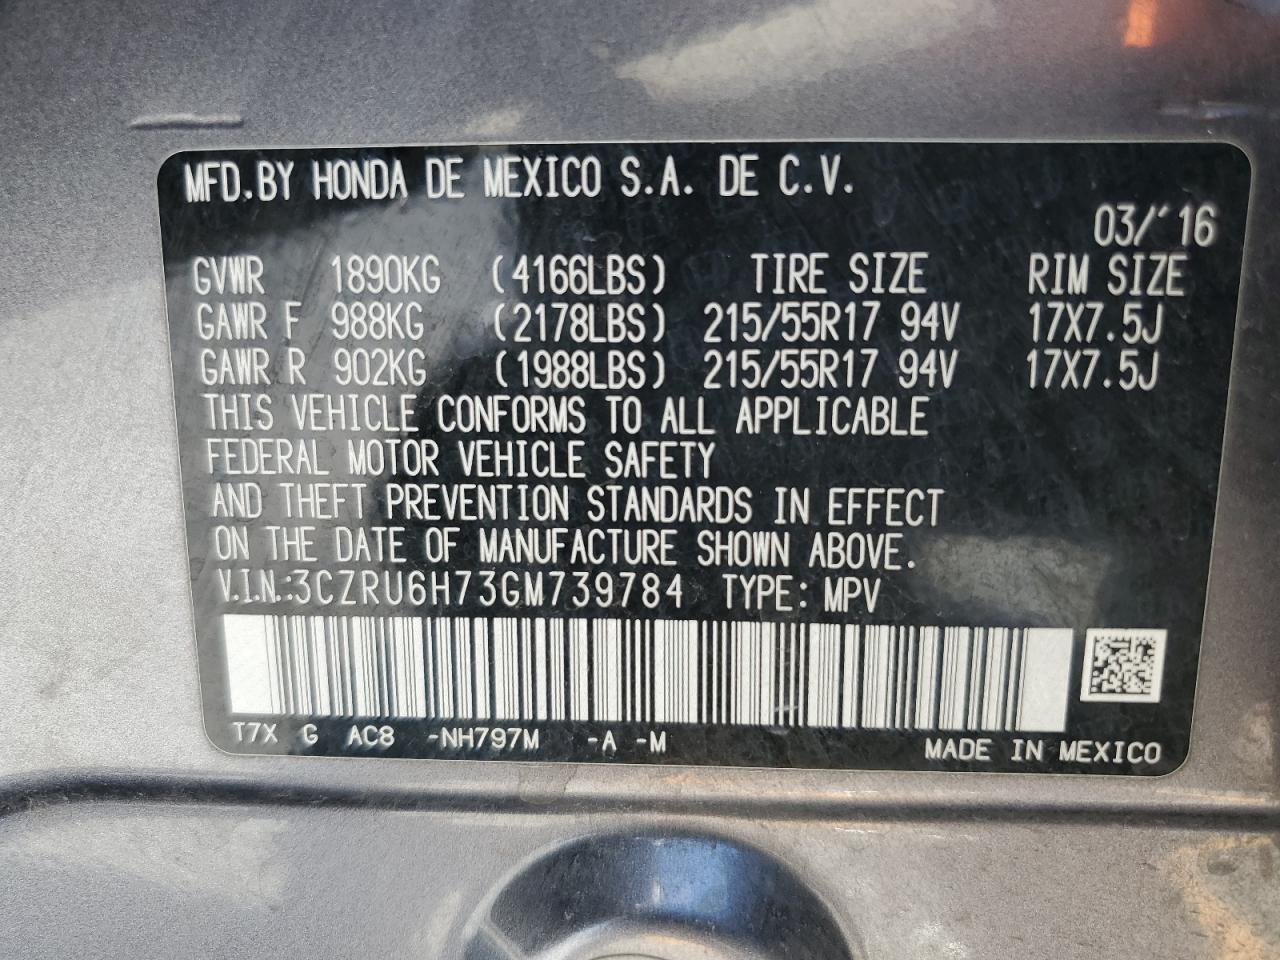 MFD. BY HONDA DE MEXICO S.A. DE C.V.
03/'16
GVWR 1890KG (4166LBS) TIRE SIZE RIM SIZE
GAWR F 988KG (2178LBS) 215/55R17 94V 17X7.5J
GAWR R 902KG (1988LBS) 215/55R17 94V 17X7.5J
THIS VEHICLE CONFORMS TO ALL APPLICABLE
FEDERAL MOTOR VEHICLE SAFETY
AND THEFT PREVENTION STANDARDS IN EFFECT
ON THE DATE OF MANUFACTURE SHOWN ABOVE.
V.I.N.:3CZRU6H73GM739784 TYPE: MPV
T7X G AC8 -NH797M -A -M
MADE IN MEXICO